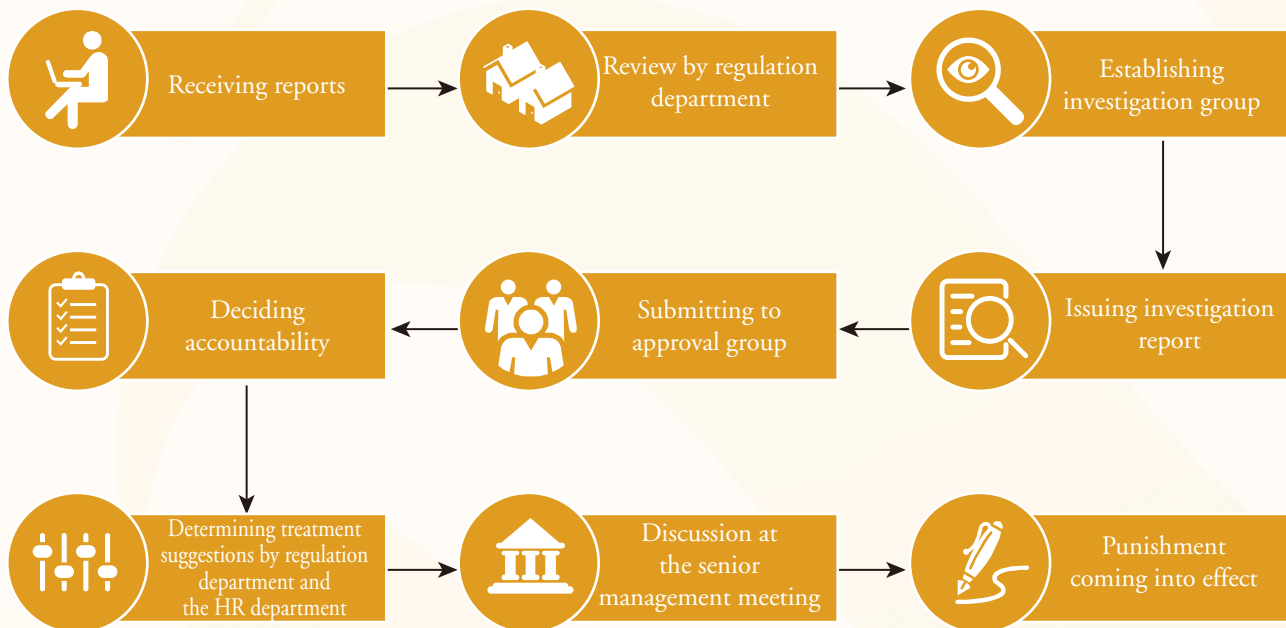 Receiving reports
Review by regulation
department
Establishing
investigation group
Issuing investigation
report
Submitting to
approval group
Deciding
accountability
Determining treatment
suggestions by regulation
department and
the HR department
Discussion at
the senior
management meeting
Punishment
coming into effect